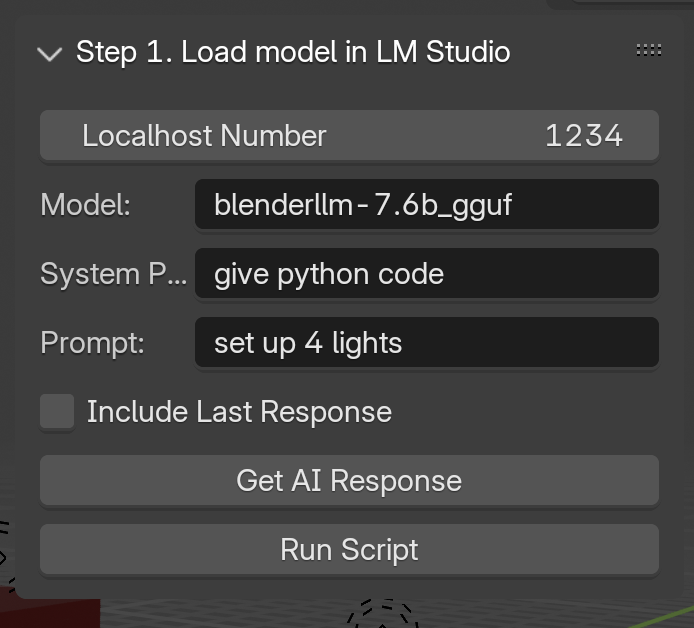 Step 1. Load model in LM Studio
Localhost Number 1234
Model: blenderllm-7.6b_gguf
System P... give python code
Prompt: set up 4 lights
Include Last Response
Get AI Response
Run Script